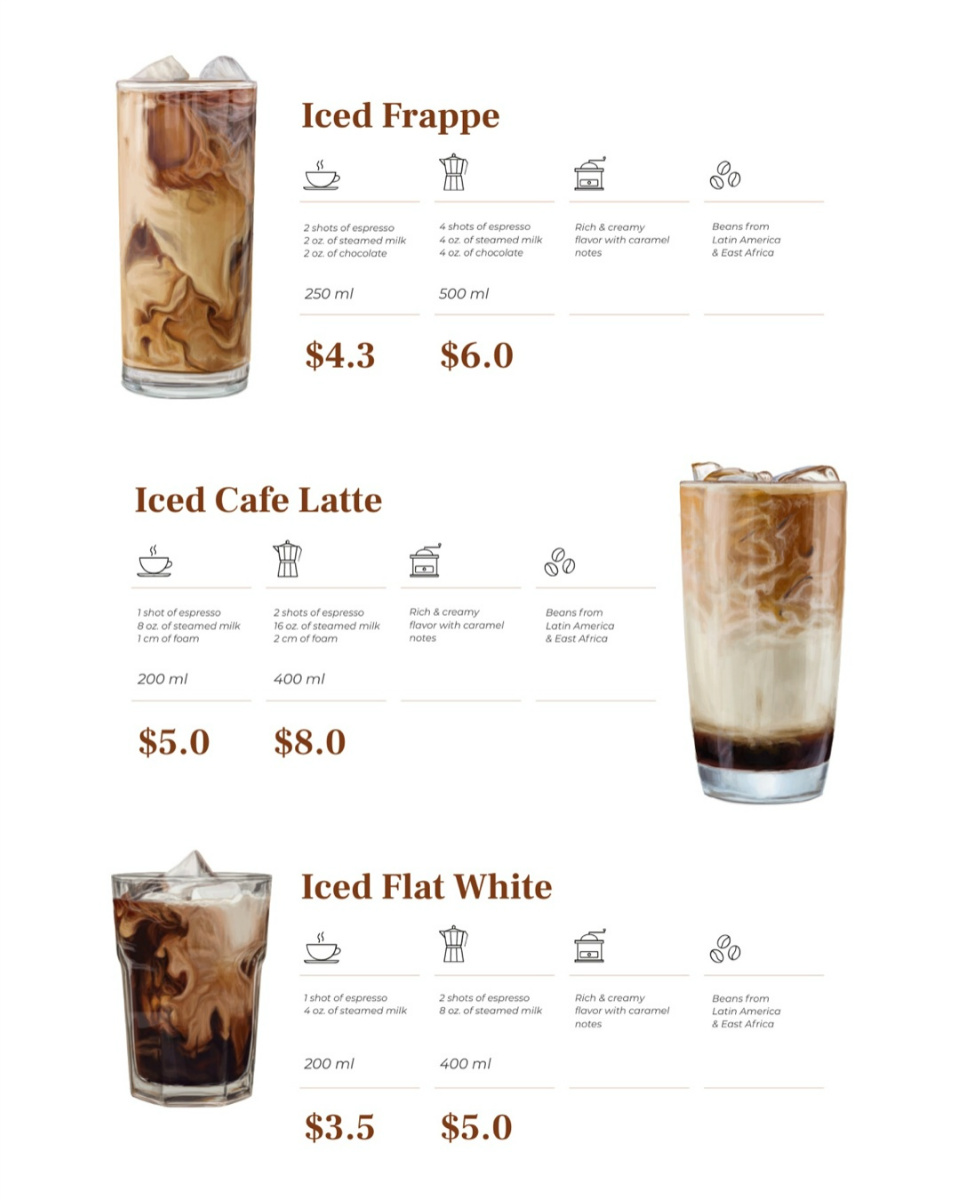 Iced Frappe
2 shots of espresso
2 oz. of steamed milk
2 oz. of chocolate
250 ml
$4.3
4 shots of espresso
4 oz. of steamed milk
4 oz. of chocolate
500 ml
$6.0
Rich & creamy
flavor with caramel
notes
Beans from
Latin America
& East Africa
Iced Cafe Latte
1 shot of espresso
8 oz. of steamed milk
1 cm of foam
200 ml
$5.0
2 shots of espresso
16 oz. of steamed milk
2 cm of foam
400 ml
$8.0
Rich & creamy
flavor with caramel
notes
Beans from
Latin America
& East Africa
Iced Flat White
1 shot of espresso
4 oz. of steamed milk
200 ml
$3.5
2 shots of espresso
8 oz. of steamed milk
400 ml
$5.0
Rich & creamy
flavor with caramel
notes
Beans from
Latin America
& East Africa